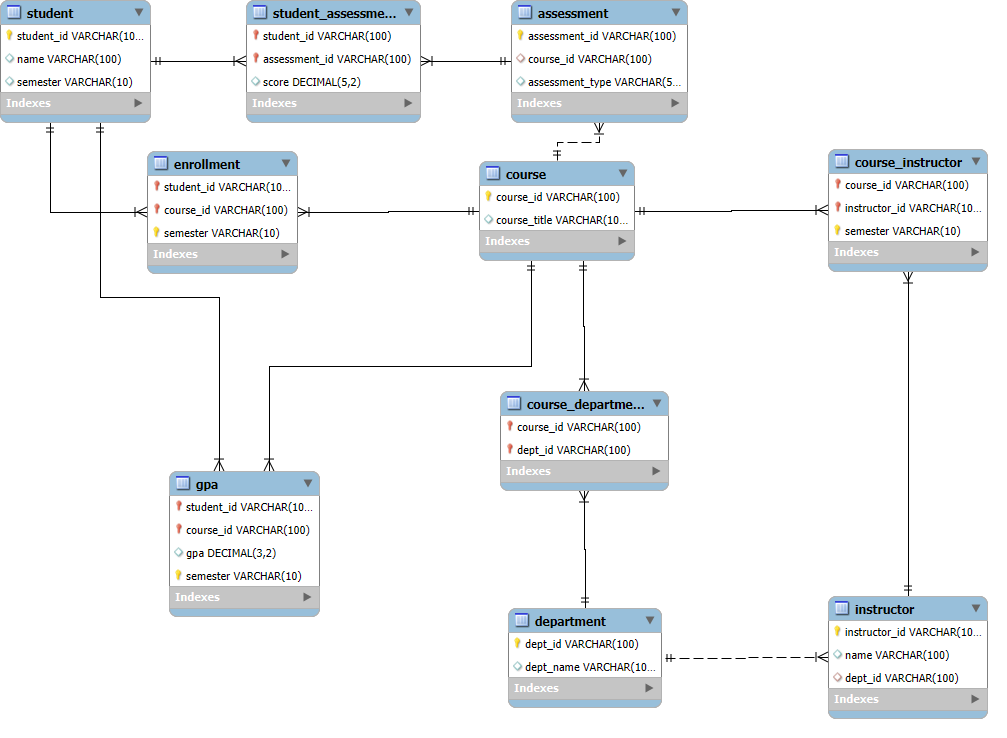 student
student_id VARCHAR(10...
name VARCHAR(100)
semester VARCHAR(10)
Indexes
student_assessme...
student_id VARCHAR(100)
assessment_id VARCHAR(100)
score DECIMAL(5,2)
Indexes
assessment
assessment_id VARCHAR(100)
course_id VARCHAR(100)
assessment_type VARCHAR(5...
Indexes
enrollment
student_id VARCHAR(10...
course_id VARCHAR(100)
semester VARCHAR(10)
Indexes
course
course_id VARCHAR(100)
course_title VARCHAR(10...
Indexes
course_instructor
course_id VARCHAR(100)
instructor_id VARCHAR(10...
semester VARCHAR(10)
Indexes
course_departme...
course_id VARCHAR(100)
dept_id VARCHAR(100)
Indexes
gpa
student_id VARCHAR(10...
course_id VARCHAR(100)
gpa DECIMAL(3,2)
semester VARCHAR(10)
Indexes
department
dept_id VARCHAR(100)
dept_name VARCHAR(10...
Indexes
instructor
instructor_id VARCHAR(10...
name VARCHAR(100)
dept_id VARCHAR(100)
Indexes